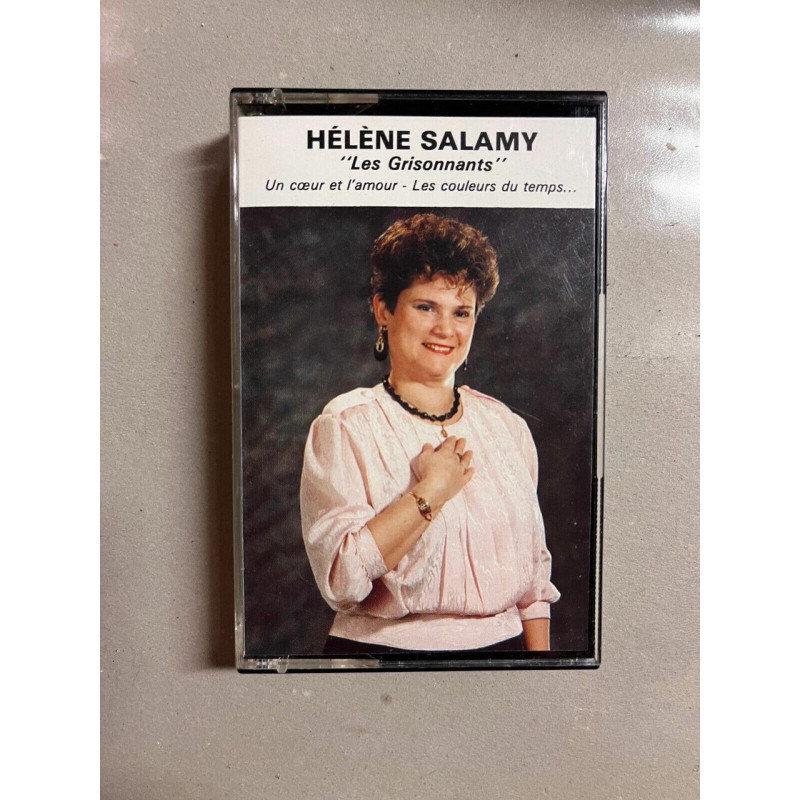 HÉLÈNE SALAMY
"Les Grisonnants"
Un cœur et l'amour - Les couleurs du temps...